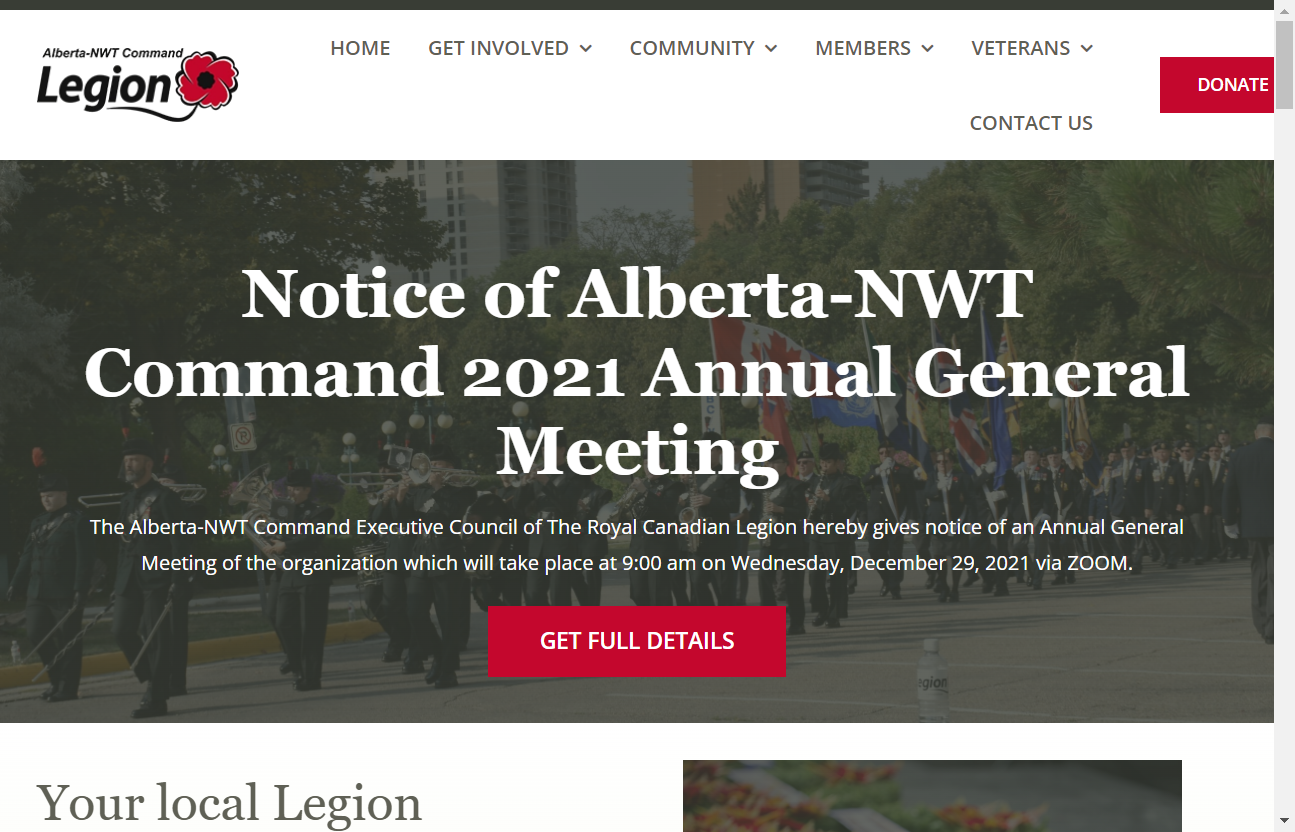 Alberta-NWT Command
Legion
HOME
GET INVOLVED
COMMUNITY
MEMBERS
VETERANS
CONTACT US
DONATE
Notice of Alberta-NWT
Command 2021 Annual General
Meeting
The Alberta-NWT Command Executive Council of The Royal Canadian Legion hereby gives notice of an Annual General
Meeting of the organization which will take place at 9:00 am on Wednesday, December 29, 2021 via ZOOM.
GET FULL DETAILS
P
egion
Your local Legion